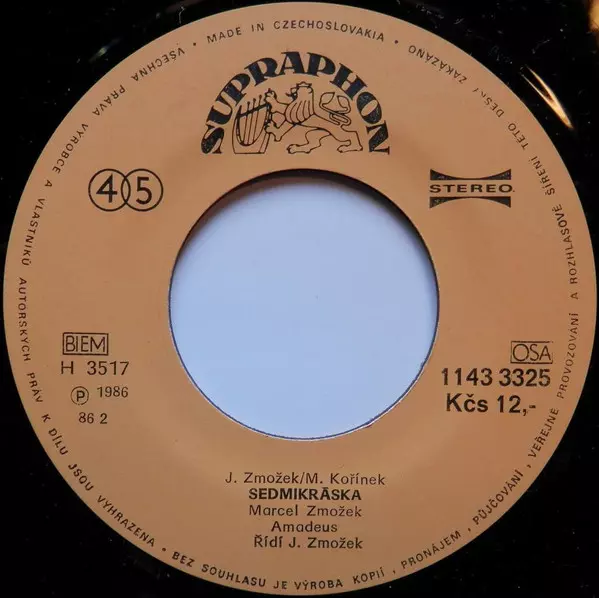 VŠECHNA PRÁVA VÝROBCE A VLASTNÍKŮ AUTORSKÝCH PRÁV K DÍLU JSOU VYHRAZENA • BEZ SOUHLASU JE VÝROBA KOPIÍ, PRONÁJEM, PŮJČOVÁNÍ, VEŘEJNÉ PROVOZOVÁNÍ A ROZHLASOVÉ ŠÍŘENÍ TÉTO DESKY ZAKÁZÁNO • MADE IN CZECHOSLOVAKIA •
SUPRAPHON
45
STEREO
BIEM
H 3517
Ⓟ 1986
86 2
OSA
1143 3325
Kčs 12,-
J. Zmožek/M. Kořínek
SEDMIKRÁSKA
Marcel Zmožek
Amadeus
Řídí J. Zmožek